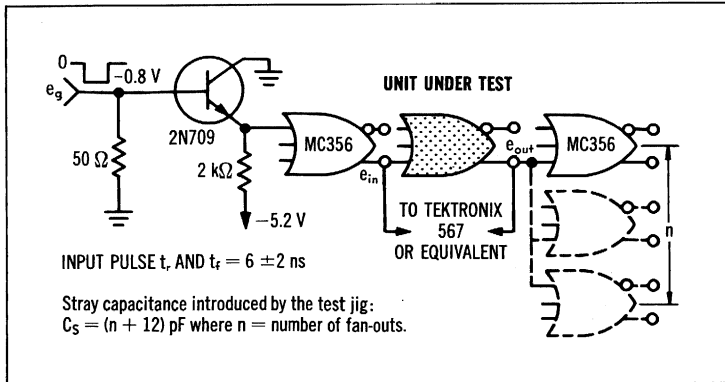 0
−0.8 V
e_g
UNIT UNDER TEST
2N709
50 Ω
2 kΩ
MC356
e_in
e_out
MC356
−5.2 V
TO TEKTRONIX
567
OR EQUIVALENT
n
INPUT PULSE t_r AND t_f = 6 ±2 ns
Stray capacitance introduced by the test jig:
C_S = (n + 12) pF where n = number of fan-outs.